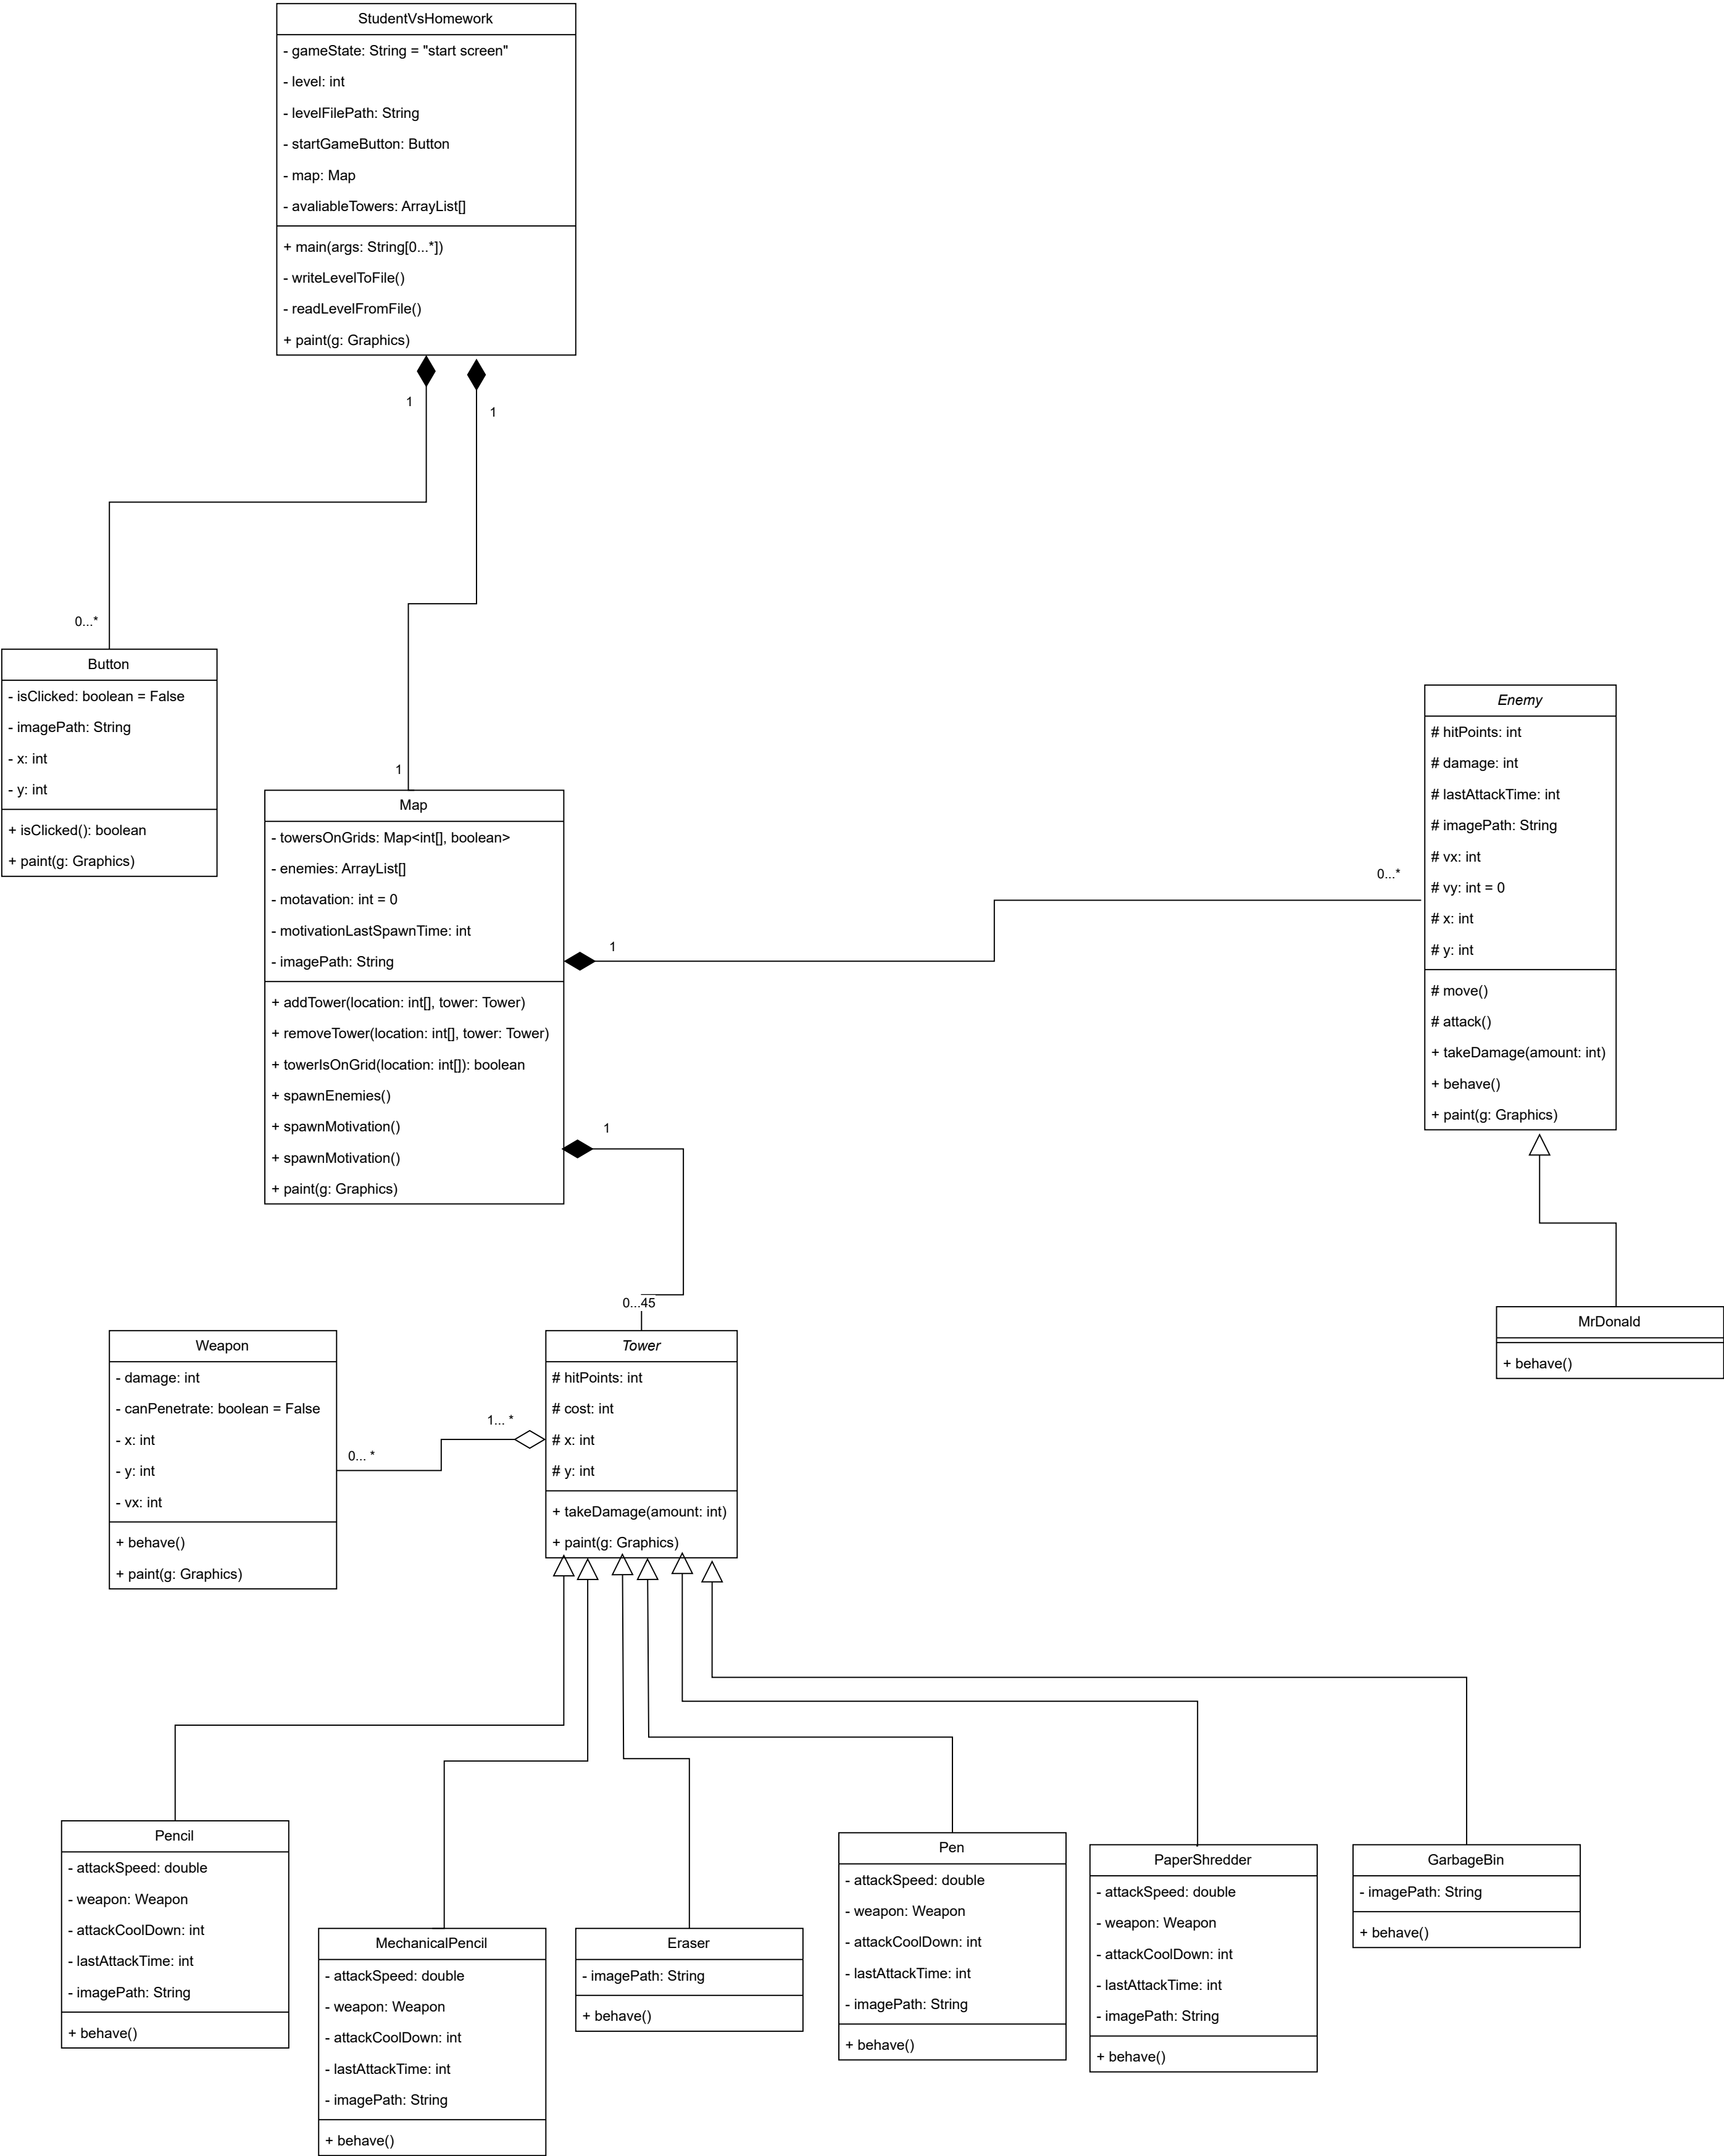 StudentVsHomework
- gameState: String = "start screen"
- level: int
- levelFilePath: String
- startGameButton: Button
- map: Map
- avaliableTowers: ArrayList[]
+ main(args: String[0...*])
- writeLevelToFile()
- readLevelFromFile()
+ paint(g: Graphics)
1
1
0...*
Button
- isClicked: boolean = False
- imagePath: String
- x: int
- y: int
+ isClicked(): boolean
+ paint(g: Graphics)
1
Map
- towersOnGrids: Map<int[], boolean>
- enemies: ArrayList[]
- motavation: int = 0
- motivationLastSpawnTime: int
- imagePath: String
+ addTower(location: int[], tower: Tower)
+ removeTower(location: int[], tower: Tower)
+ towerIsOnGrid(location: int[]): boolean
+ spawnEnemies()
+ spawnMotivation()
+ spawnMotivation()
+ paint(g: Graphics)
1
0...*
Enemy
# hitPoints: int
# damage: int
# lastAttackTime: int
# imagePath: String
# vx: int
# vy: int = 0
# x: int
# y: int
# move()
# attack()
+ takeDamage(amount: int)
+ behave()
+ paint(g: Graphics)
MrDonald
+ behave()
1
0...45
Weapon
- damage: int
- canPenetrate: boolean = False
- x: int
- y: int
- vx: int
+ behave()
+ paint(g: Graphics)
0... *
1... *
Tower
# hitPoints: int
# cost: int
# x: int
# y: int
+ takeDamage(amount: int)
+ paint(g: Graphics)
Pencil
- attackSpeed: double
- weapon: Weapon
- attackCoolDown: int
- lastAttackTime: int
- imagePath: String
+ behave()
MechanicalPencil
- attackSpeed: double
- weapon: Weapon
- attackCoolDown: int
- lastAttackTime: int
- imagePath: String
+ behave()
Eraser
- imagePath: String
+ behave()
Pen
- attackSpeed: double
- weapon: Weapon
- attackCoolDown: int
- lastAttackTime: int
- imagePath: String
+ behave()
PaperShredder
- attackSpeed: double
- weapon: Weapon
- attackCoolDown: int
- lastAttackTime: int
- imagePath: String
+ behave()
GarbageBin
- imagePath: String
+ behave()